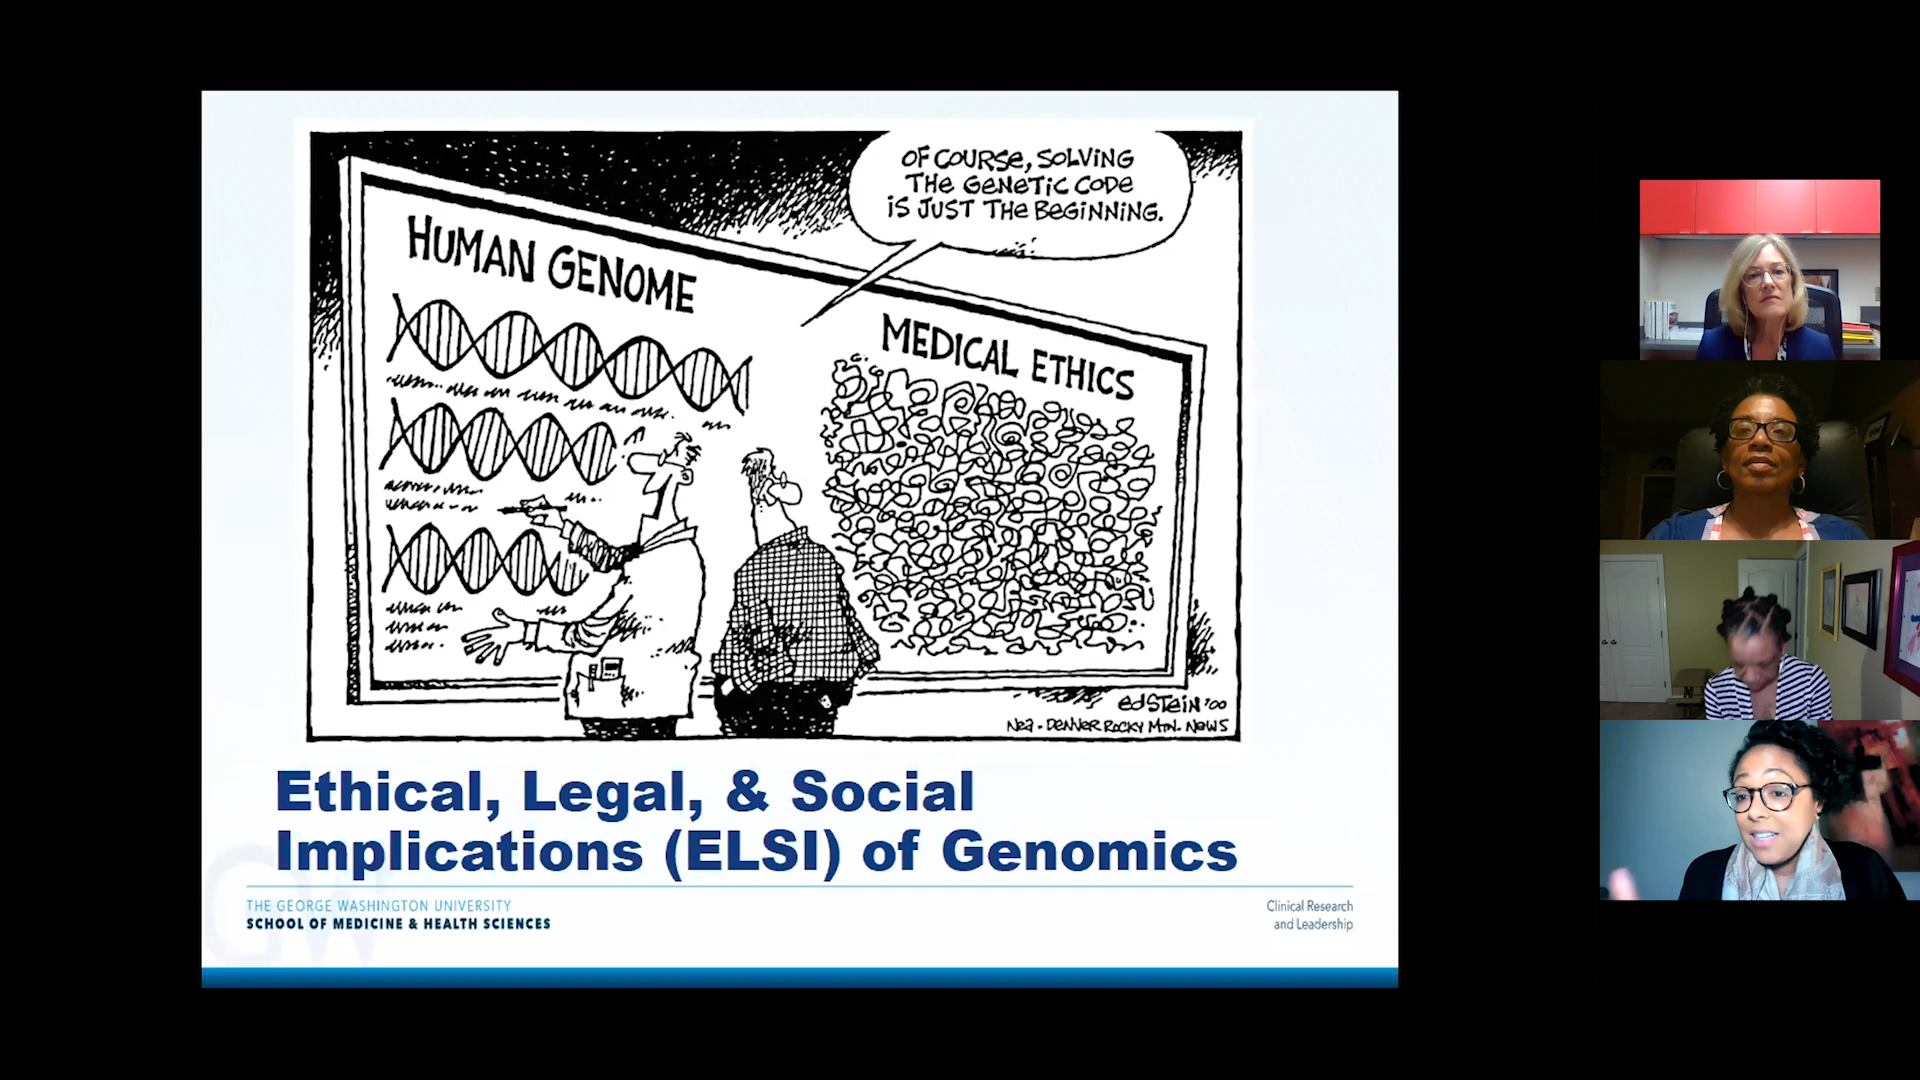 OF COURSE, SOLVING
THE GENETIC CODE
IS JUST THE BEGINNING.
HUMAN GENOME
MEDICAL ETHICS
EDSTEIN '00
NEA - DENVER ROCKY MTN. NEWS
Ethical, Legal, & Social
Implications (ELSI) of Genomics
THE GEORGE WASHINGTON UNIVERSITY
SCHOOL OF MEDICINE & HEALTH SCIENCES
Clinical Research
and Leadership
GW